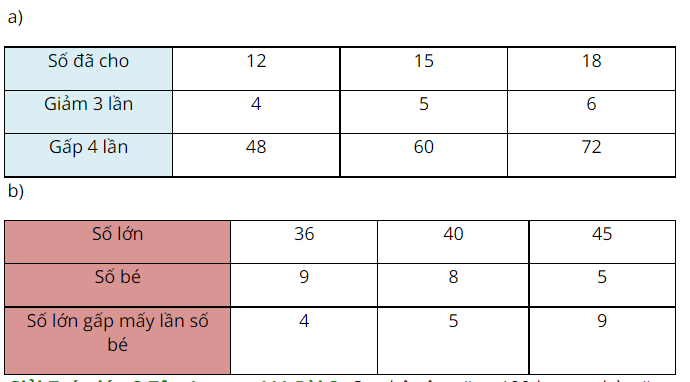 a)
Số đã cho 12 15 18
Giảm 3 lần 4 5 6
Gấp 4 lần 48 60 72
b)
Số lớn 36 40 45
Số bé 9 8 5
Số lớn gấp mấy lần số 4 5 9
bé